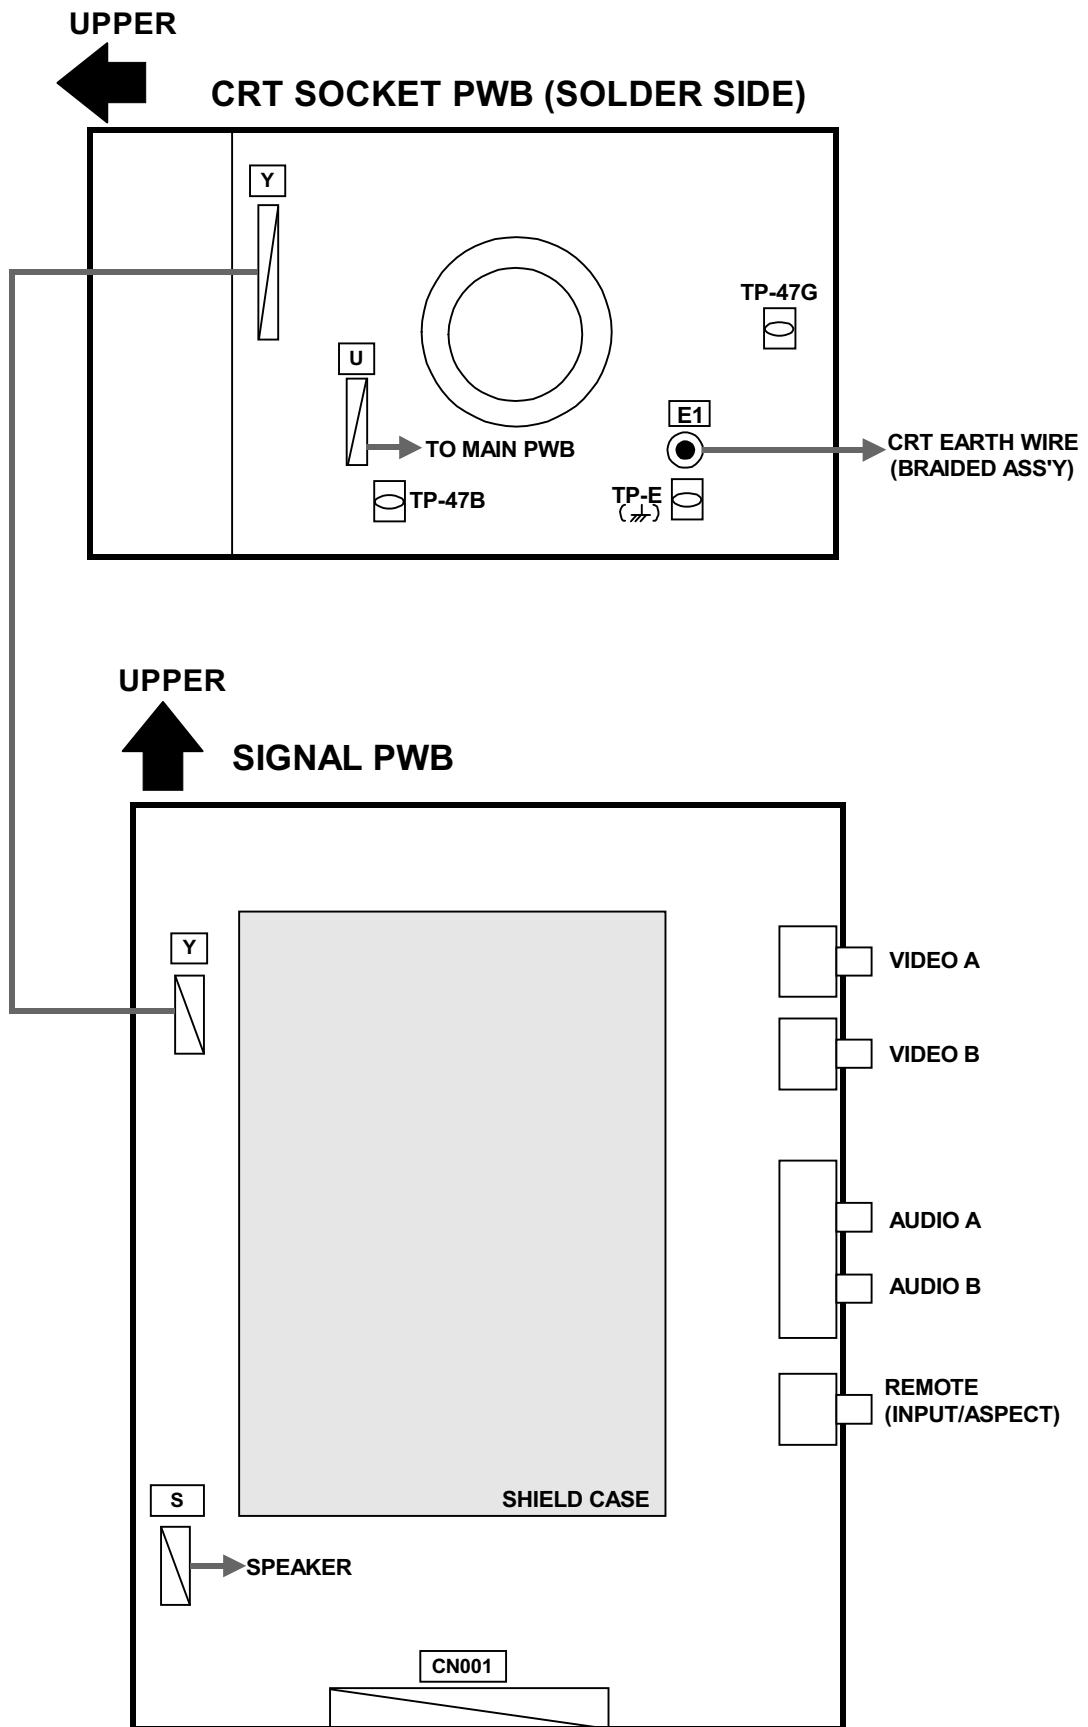 UPPER
CRT SOCKET PWB (SOLDER SIDE)
Y
TP-47G
U
E1
TO MAIN PWB
CRT EARTH WIRE
(BRAIDED ASS'Y)
TP-47B
TP-E
UPPER
SIGNAL PWB
Y
VIDEO A
VIDEO B
AUDIO A
AUDIO B
REMOTE
(INPUT/ASPECT)
S
SHIELD CASE
SPEAKER
CN001